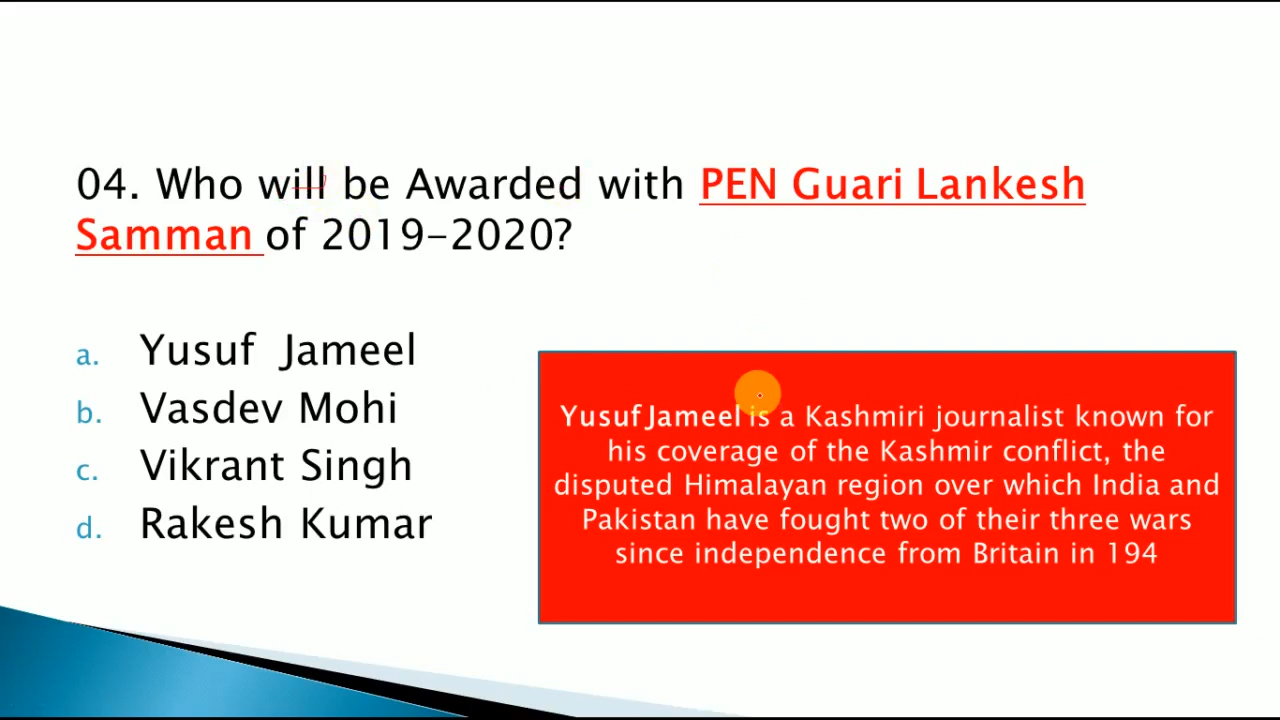 04. Who will be Awarded with PEN Guari Lankesh
Samman of 2019-2020?
a. Yusuf Jameel
b. Vasdev Mohi
c. Vikrant Singh
d. Rakesh Kumar
Yusuf Jameel is a Kashmiri journalist known for
his coverage of the Kashmir conflict, the
disputed Himalayan region over which India and
Pakistan have fought two of their three wars
since independence from Britain in 194